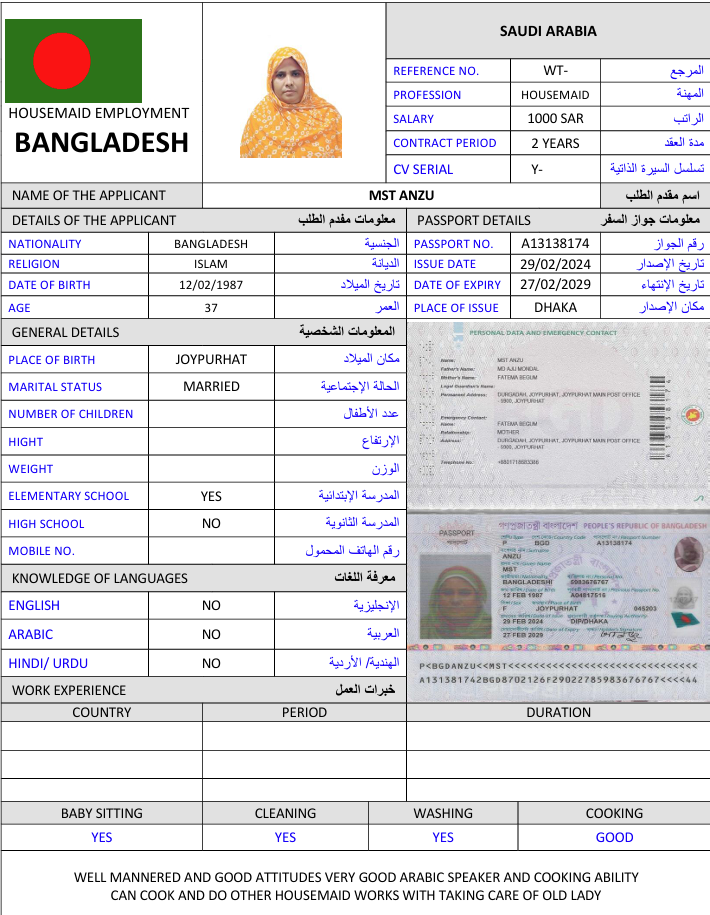 HOUSEMAID EMPLOYMENT
BANGLADESH
SAUDI ARABIA
REFERENCE NO. WT- المرجع
PROFESSION HOUSEMAID المهنة
SALARY 1000 SAR الراتب
CONTRACT PERIOD 2 YEARS مدة العقد
CV SERIAL Y- تسلسل السيرة الذاتية
NAME OF THE APPLICANT MST ANZU اسم مقدم الطلب
DETAILS OF THE APPLICANT معلومات مقدم الطلب
NATIONALITY BANGLADESH الجنسية
RELIGION ISLAM الديانة
DATE OF BIRTH 12/02/1987 تاريخ الميلاد
AGE 37 العمر
PASSPORT DETAILS معلومات جواز السفر
PASSPORT NO. A13138174 رقم الجواز
ISSUE DATE 29/02/2024 تاريخ الإصدار
DATE OF EXPIRY 27/02/2029 تاريخ الإنتهاء
PLACE OF ISSUE DHAKA مكان الإصدار
GENERAL DETAILS المعلومات الشخصية
PLACE OF BIRTH JOYPURHAT مكان الميلاد
MARITAL STATUS MARRIED الحالة الإجتماعية
NUMBER OF CHILDREN عدد الأطفال
HIGHT الإرتفاع
WEIGHT الوزن
ELEMENTARY SCHOOL YES المدرسة الإبتدائية
HIGH SCHOOL NO المدرسة الثانوية
MOBILE NO. رقم الهاتف المحمول
KNOWLEDGE OF LANGUAGES معرفة اللغات
ENGLISH NO الإنجليزية
ARABIC NO العربية
HINDI/ URDU NO الهندية/ الأردية
PERSONAL DATA AND EMERGENCY CONTACT
Name: MST ANZU
Father's Name: MD AJU MONDAL
Mother's Name: FATEMA BEGUM
Legal Guardian's Name:
Permanent Address: DURGADAH, JOYPURHAT, JOYPURHAT MAIN POST OFFICE
- 5900, JOYPURHAT
Emergency Contact:
Name: FATEMA BEGUM
Relationship: MOTHER
Address: DURGADAH, JOYPURHAT, JOYPURHAT MAIN POST OFFICE
- 5900, JOYPURHAT
Telephone No.:
গণপ্রজাতন্ত্রী বাংলাদেশ PEOPLE'S REPUBLIC OF BANGLADESH
PASSPORT
P BGD A13138174
ANZU
MST
BANGLADESHI 5983676767
12 FEB 1987 A04817516
F JOYPURHAT 045203
29 FEB 2024 DIP/DHAKA
27 FEB 2029
P<BGDANZU<<MST<<<<<<<<<<<<<<<<<<<<<<<<<<<<<<
A131381742BGD8702126F29022785983676767<<<<44
WORK EXPERIENCE خبرات العمل
COUNTRY PERIOD DURATION
BABY SITTING CLEANING WASHING COOKING
YES YES YES GOOD
WELL MANNERED AND GOOD ATTITUDES VERY GOOD ARABIC SPEAKER AND COOKING ABILITY
CAN COOK AND DO OTHER HOUSEMAID WORKS WITH TAKING CARE OF OLD LADY